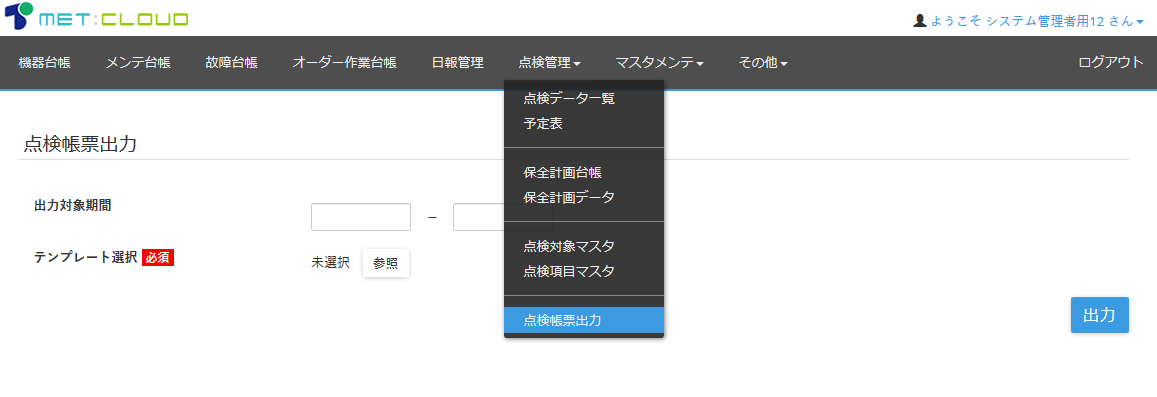 MET:CLOUD
ようこそ システム管理者用12 さん
機器台帳 メンテ台帳 故障台帳 オーダー作業台帳 日報管理 点検管理 マスタメンテ その他 ログアウト
点検データ一覧
予定表
保全計画台帳
保全計画データ
点検対象マスタ
点検項目マスタ
点検帳票出力
点検帳票出力
出力対象期間 –
テンプレート選択 必須 未選択 参照
出力